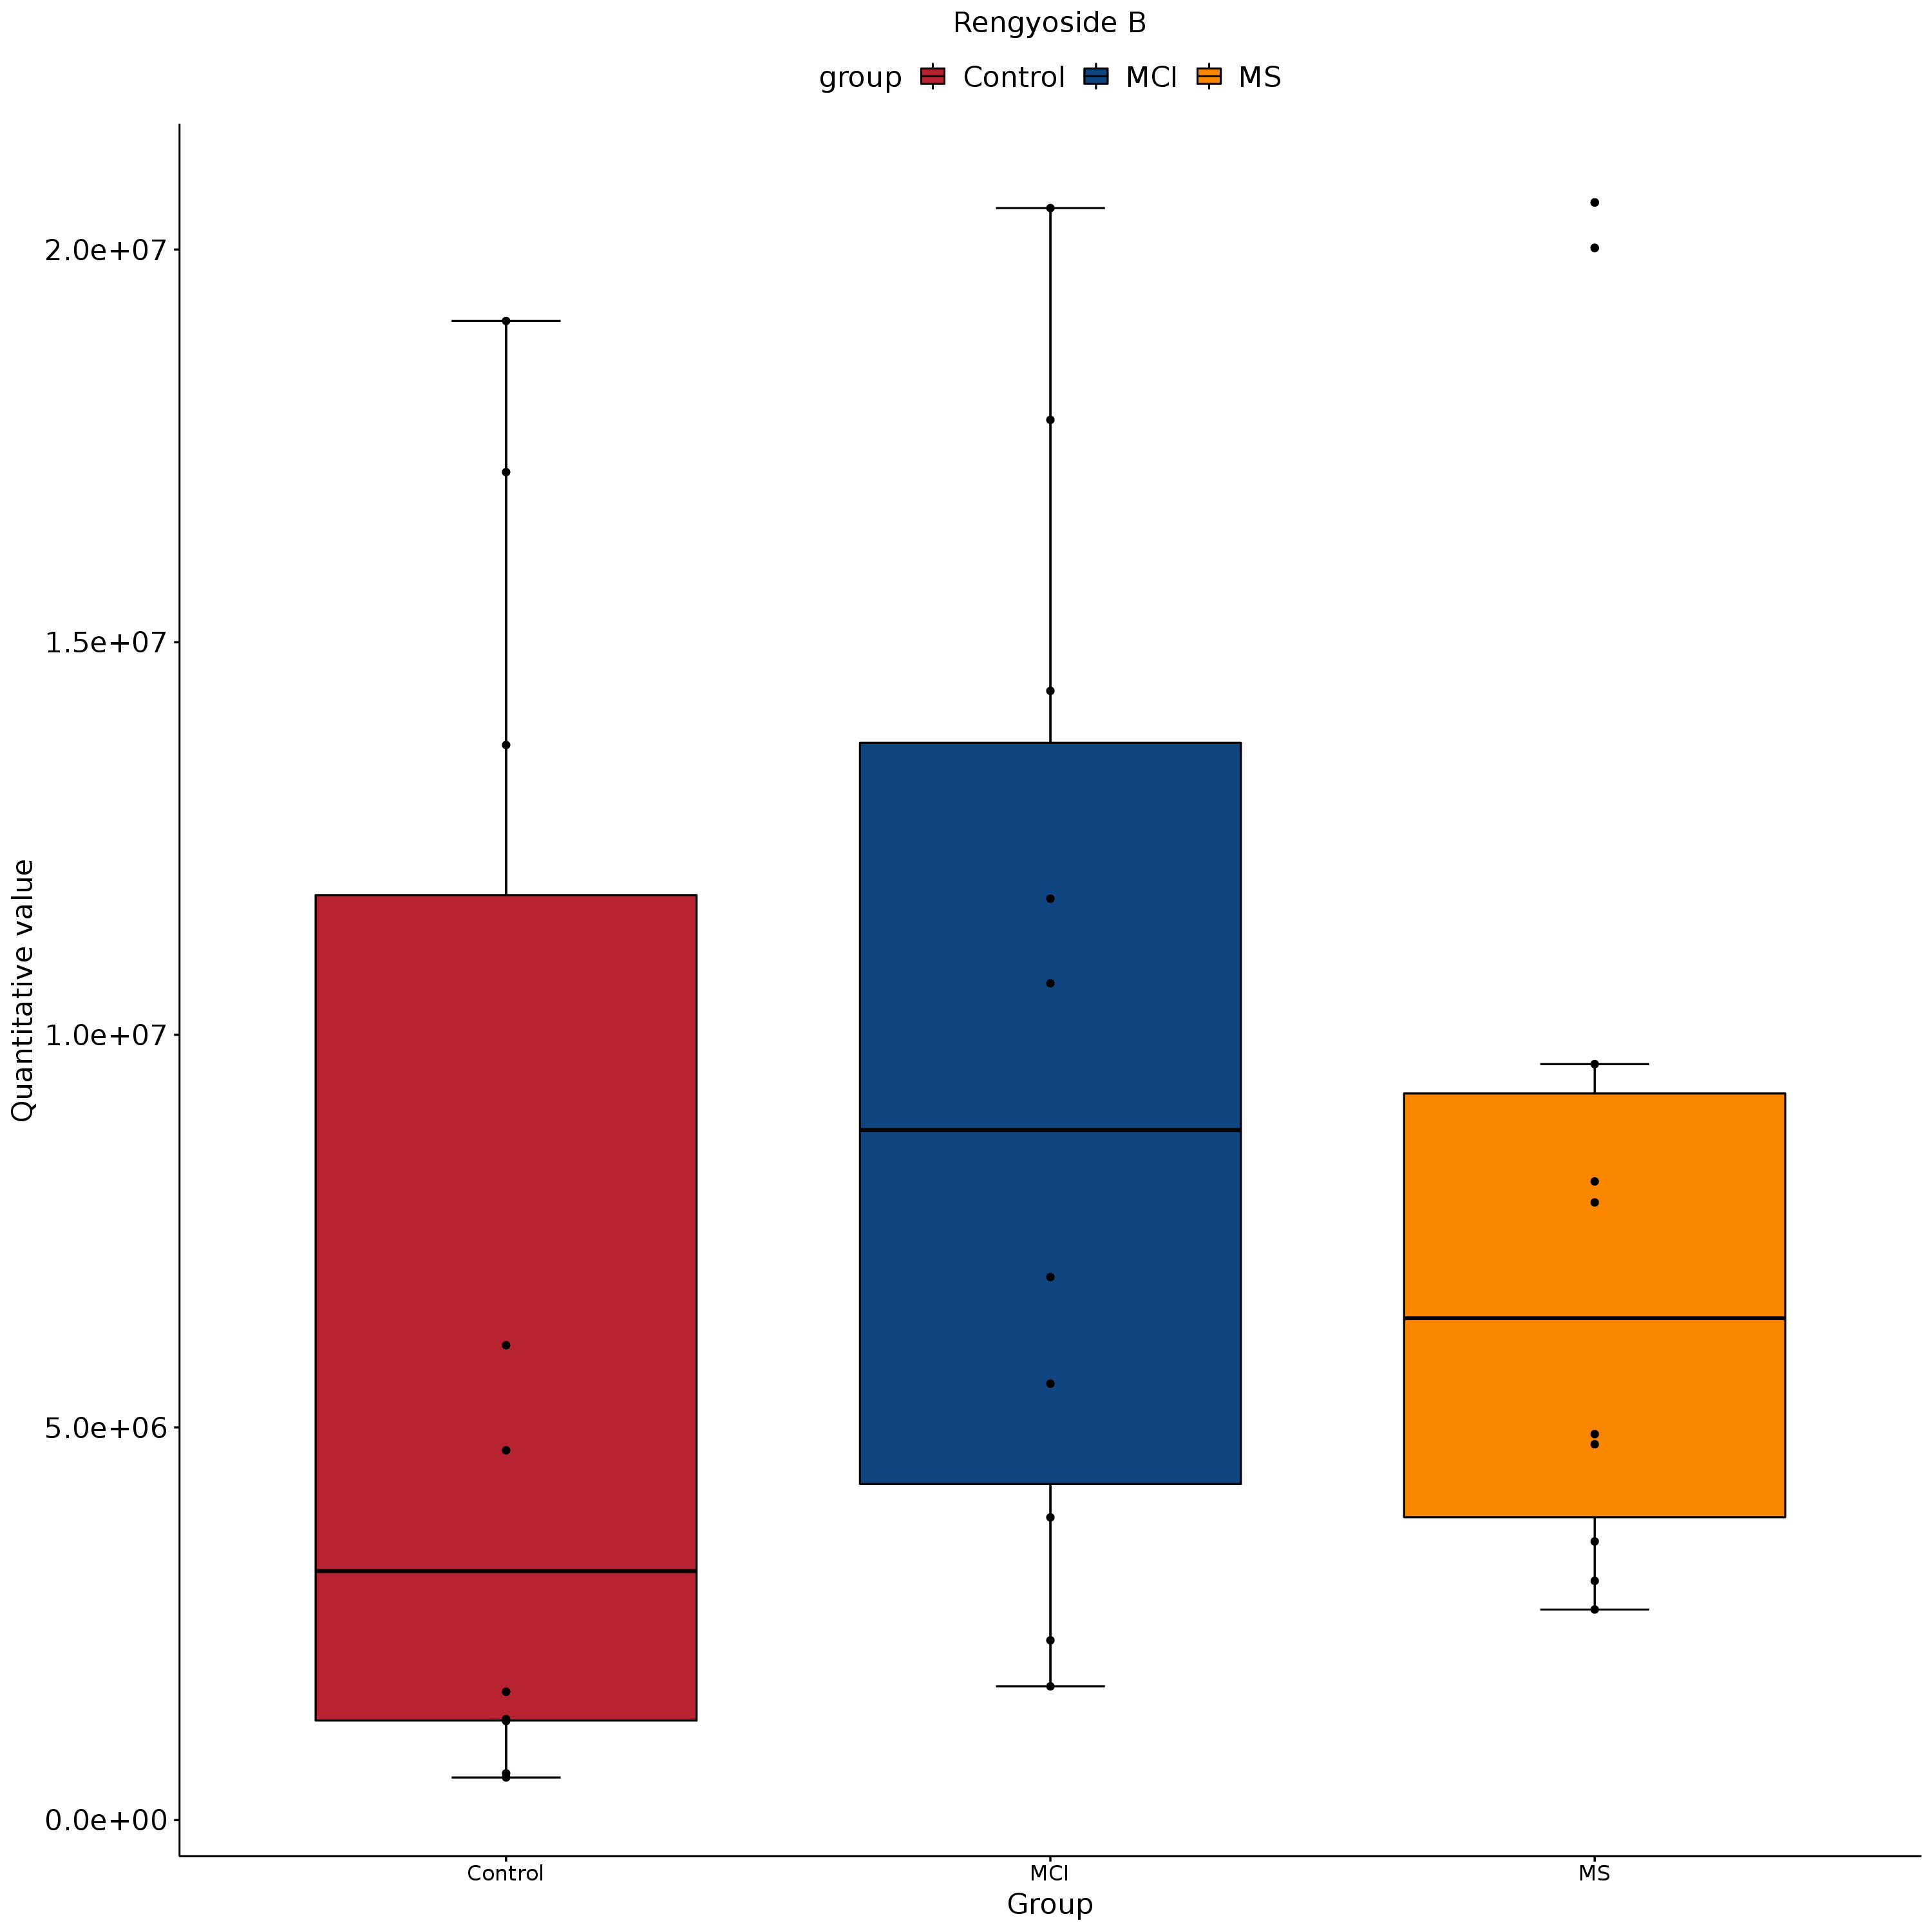 Rengyoside B
group Control MCI MS
Quantitative value
2.0e+07
1.5e+07
1.0e+07
5.0e+06
0.0e+00
Control MCI MS
Group